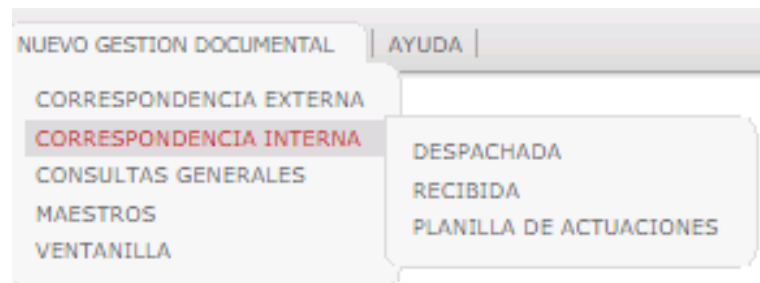 NUEVO GESTION DOCUMENTAL | AYUDA |
CORRESPONDENCIA EXTERNA
CORRESPONDENCIA INTERNA
CONSULTAS GENERALES
MAESTROS
VENTANILLA
DESPACHADA
RECIBIDA
PLANILLA DE ACTUACIONES